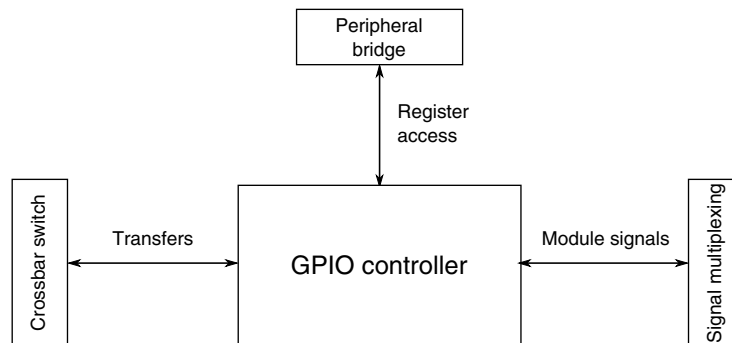 Peripheral
bridge
Register
access
Crossbar switch
Transfers
GPIO controller
Module signals
Signal multiplexing